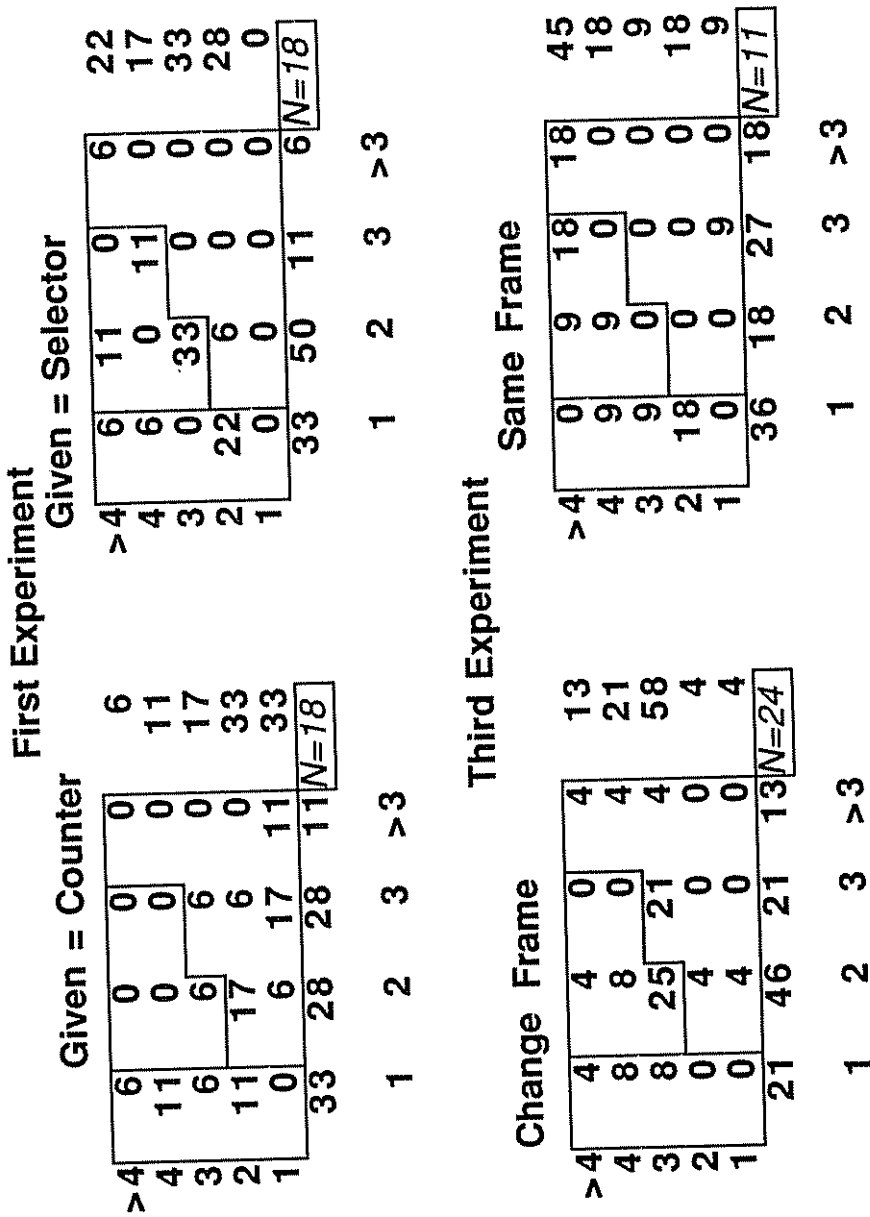 First Experiment
Given = Counter
>4 6 0 0 0 6
4 11 0 0 0 11
3 6 6 6 0 17
2 11 17 6 0 33
1 0 6 17 11 33
33 28 28 11 N=18
1 2 3 >3
Given = Selector
>4 6 11 0 6 22
4 6 0 11 0 17
3 0 33 0 0 33
2 22 6 0 0 28
1 0 0 0 0 0
33 50 11 6 N=18
1 2 3 >3
Third Experiment
Change Frame
>4 4 4 0 4 13
4 8 8 0 4 21
3 8 25 21 4 58
2 0 4 0 0 4
1 0 4 0 0 4
21 46 21 13 N=24
1 2 3 >3
Same Frame
>4 0 9 18 18 45
4 9 9 0 0 18
3 9 0 0 0 9
2 18 0 0 0 18
1 0 0 9 0 9
36 18 27 18 N=11
1 2 3 >3